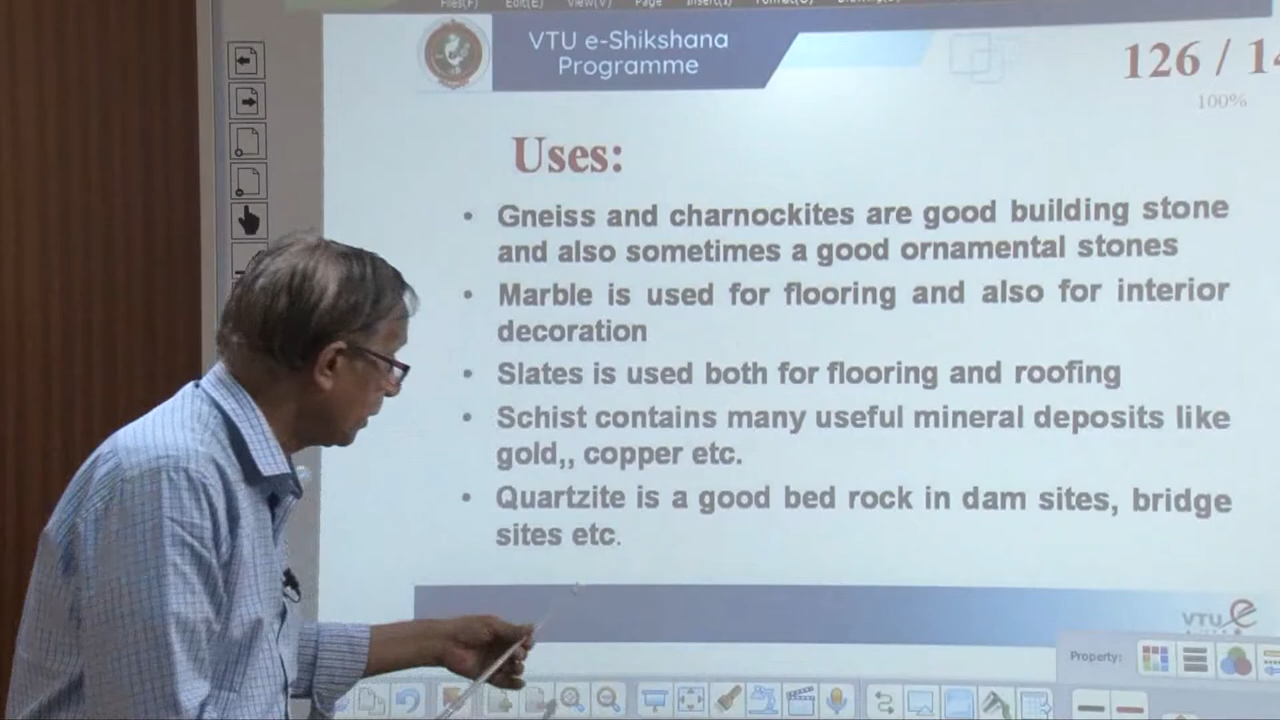 Files(F) Edit(E) View(V) Page Insert(I) Format(O)
VTU e-Shikshana
Programme
126 / 14
100%
Uses:
• Gneiss and charnockites are good building stone
and also sometimes a good ornamental stones
• Marble is used for flooring and also for interior
decoration
• Slates is used both for flooring and roofing
• Schist contains many useful mineral deposits like
gold,, copper etc.
• Quartzite is a good bed rock in dam sites, bridge
sites etc.
VTU e
Property: